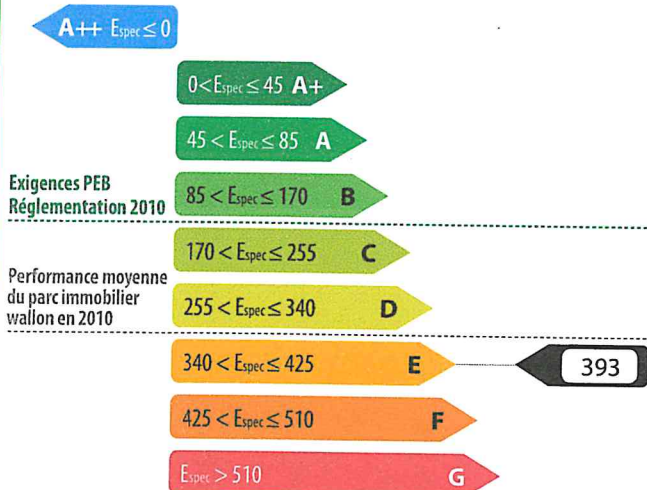 A++ Espec ≤ 0
0 < Espec ≤ 45 A+
45 < Espec ≤ 85 A
Exigences PEB
Réglementation 2010
85 < Espec ≤ 170 B
170 < Espec ≤ 255 C
Performance moyenne
du parc immobilier
wallon en 2010
255 < Espec ≤ 340 D
340 < Espec ≤ 425 E
393
425 < Espec ≤ 510 F
Espec > 510 G